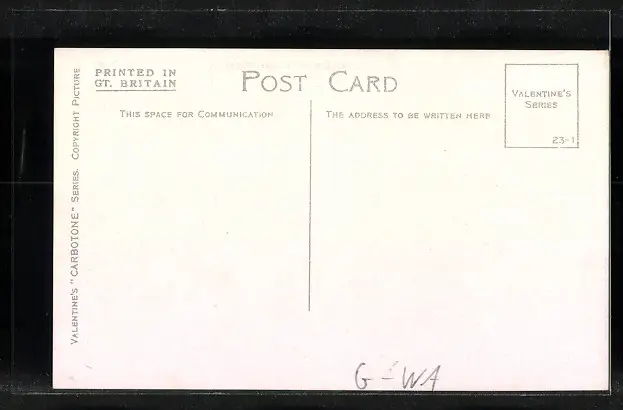 PRINTED IN
GT. BRITAIN
POST CARD
THIS SPACE FOR COMMUNICATION
THE ADDRESS TO BE WRITTEN HERE
VALENTINE'S
SERIES
23-1
VALENTINE'S "CARBOTONE" SERIES. COPYRIGHT PICTURE
G-WA